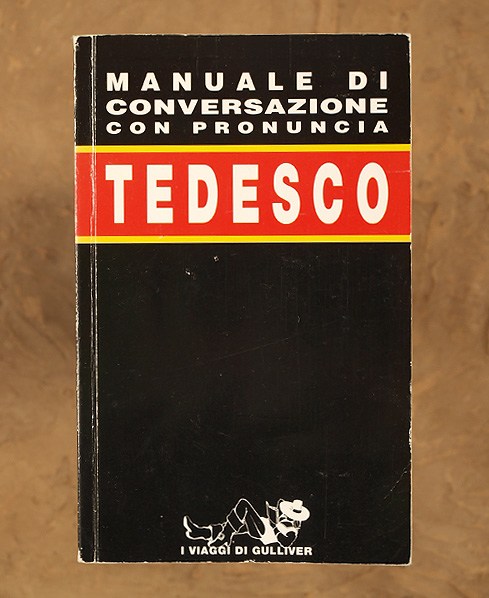 MANUALE DI
CONVERSAZIONE
CON PRONUNCIA
TEDESCO
I VIAGGI DI GULLIVER